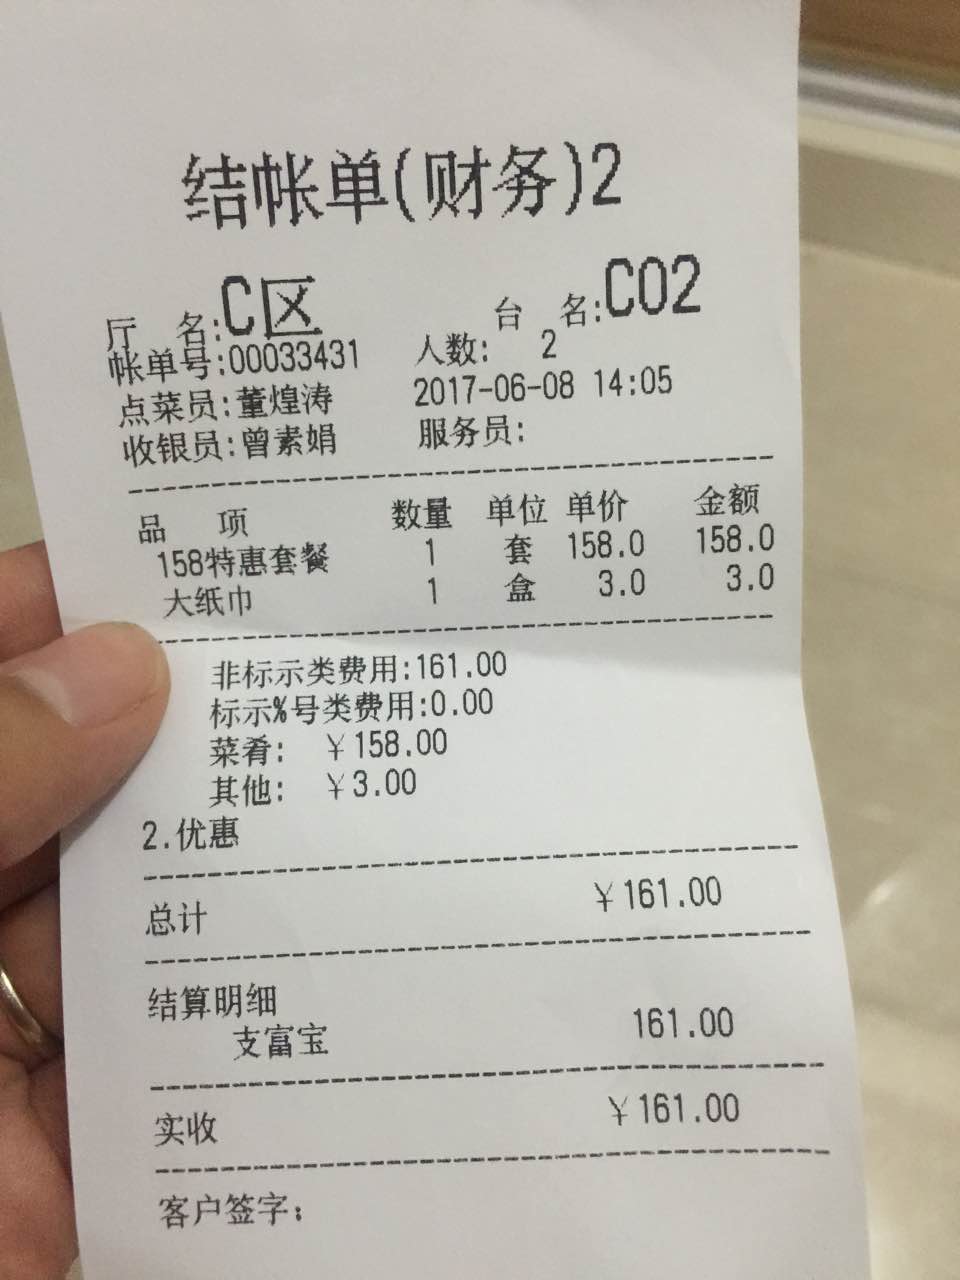 结帐单(财务)2
厅 名:C区 台 名:C02
帐单号:00033431 人数: 2
点菜员:董煌涛 2017-06-08 14:05
收银员:曾素娟 服务员:
品 项 数量 单位 单价 金额
158特惠套餐 1 套 158.0 158.0
大纸巾 1 盒 3.0 3.0
非标示类费用:161.00
标示%号类费用:0.00
菜肴: ¥158.00
其他: ¥3.00
2.优惠
总计 ¥161.00
结算明细
支富宝 161.00
实收 ¥161.00
客户签字: